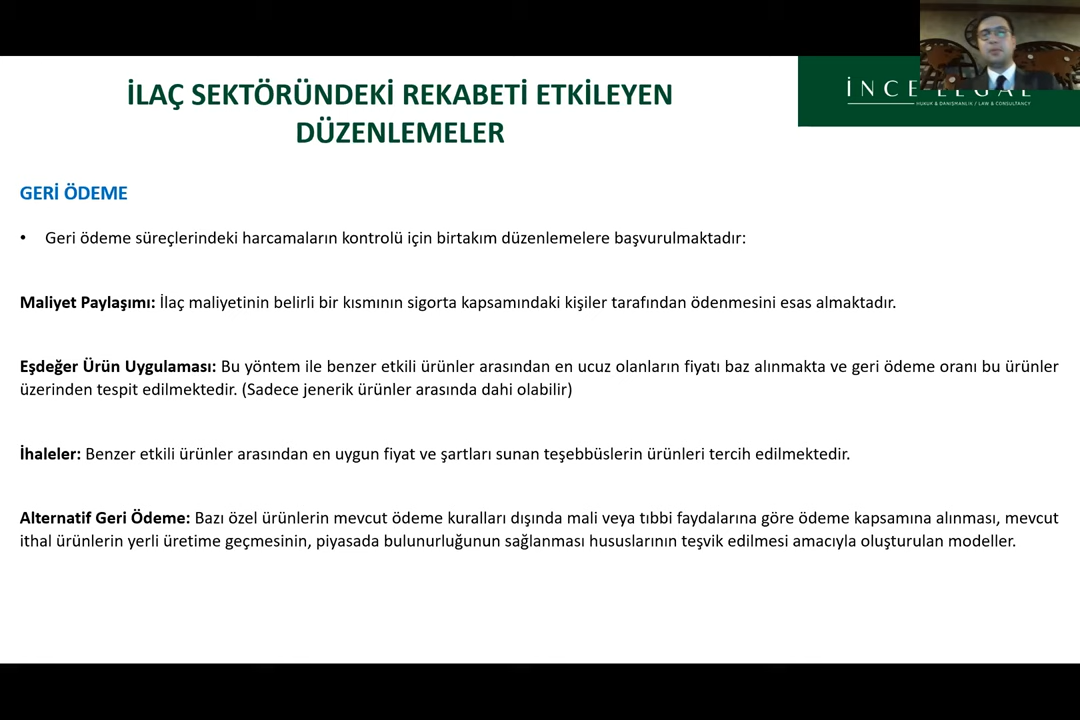 İLAÇ SEKTÖRÜNDEKİ REKABETİ ETKİLEYEN
DÜZENLEMELER
İNCE LEGAL
HUKUK & DANIŞMANLIK / LAW & CONSULTANCY
GERİ ÖDEME
• Geri ödeme süreçlerindeki harcamaların kontrolü için birtakım düzenlemelere başvurulmaktadır:
Maliyet Paylaşımı: İlaç maliyetinin belirli bir kısmının sigorta kapsamındaki kişiler tarafından ödenmesini esas almaktadır.
Eşdeğer Ürün Uygulaması: Bu yöntem ile benzer etkili ürünler arasından en ucuz olanların fiyatı baz alınmakta ve geri ödeme oranı bu ürünler
üzerinden tespit edilmektedir. (Sadece jenerik ürünler arasında dahi olabilir)
İhaleler: Benzer etkili ürünler arasından en uygun fiyat ve şartları sunan teşebbüslerin ürünleri tercih edilmektedir.
Alternatif Geri Ödeme: Bazı özel ürünlerin mevcut ödeme kuralları dışında mali veya tıbbi faydalarına göre ödeme kapsamına alınması, mevcut
ithal ürünlerin yerli üretime geçmesinin, piyasada bulunurluğunun sağlanması hususlarının teşvik edilmesi amacıyla oluşturulan modeller.